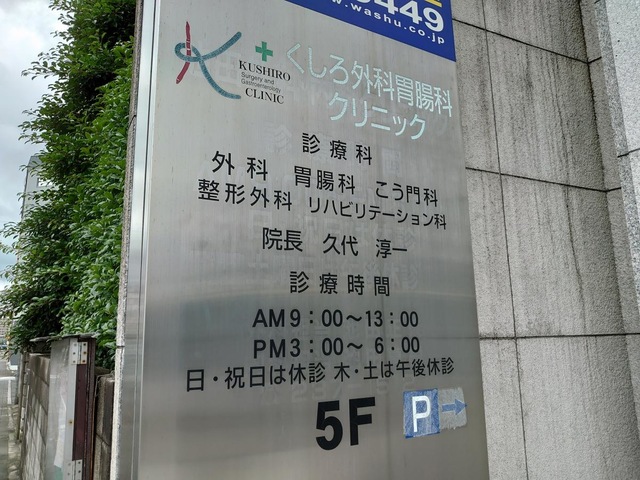 449
w.washu.co.jp
KUSHIRO
Surgery and
Gastroenterology
CLINIC
くしろ外科胃腸科
クリニック
診療科
外科 胃腸科 こう門科
整形外科 リハビリテーション科
院長 久代 淳一
診療時間
AM9：00〜13：00
PM3：00〜 6：00
日・祝日は休診 木・土は午後休診
5F
P→